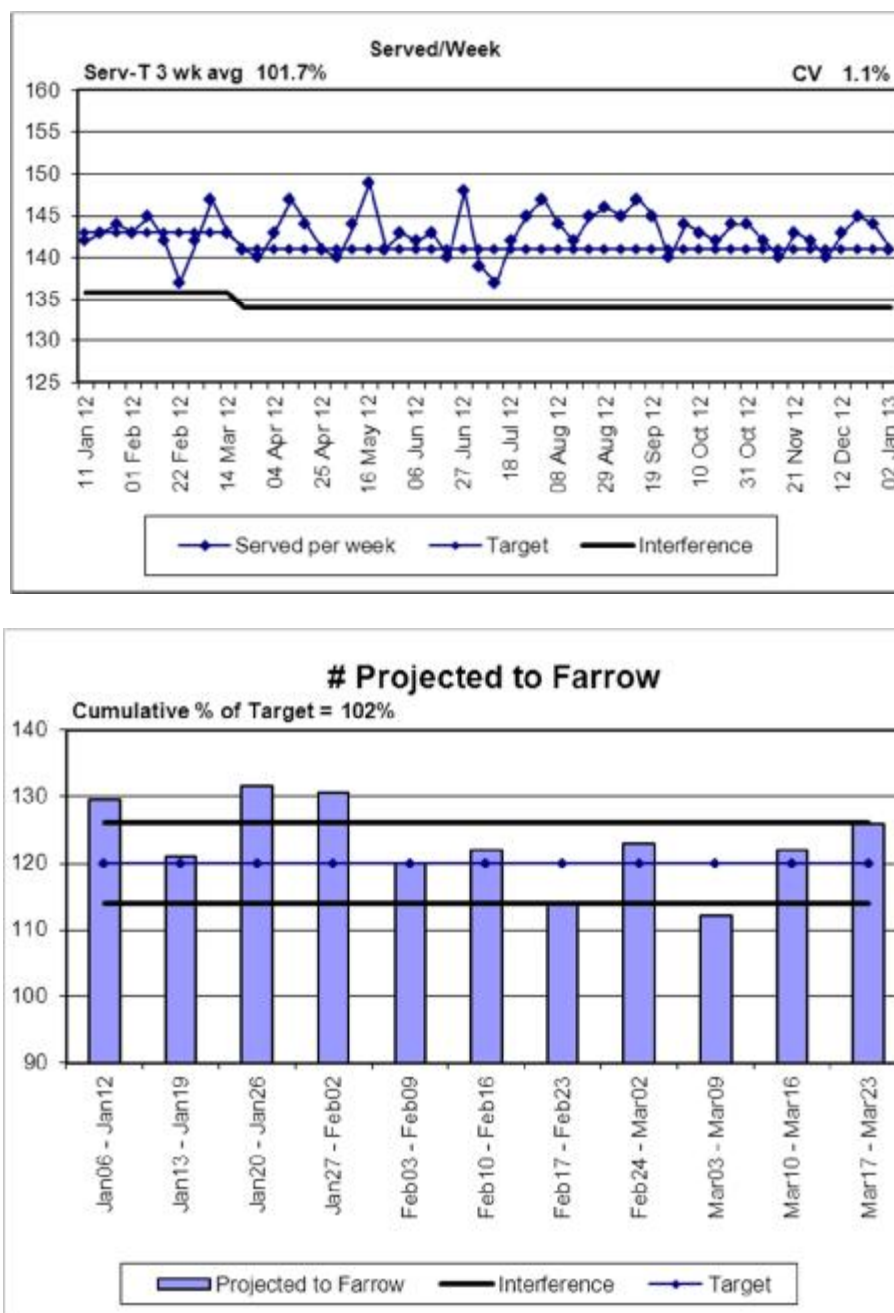 Served/Week
Serv-T 3 wk avg 101.7%
CV 1.1%
160
155
150
145
140
135
130
125
11 Jan 12
01 Feb 12
22 Feb 12
14 Mar 12
04 Apr 12
25 Apr 12
16 May 12
06 Jun 12
27 Jun 12
18 Jul 12
08 Aug 12
29 Aug 12
19 Sep 12
10 Oct 12
31 Oct 12
21 Nov 12
12 Dec 12
02 Jan 13
Served per week
Target
Interference
# Projected to Farrow
Cumulative % of Target = 102%
140
130
120
110
100
90
Jan06 - Jan12
Jan13 - Jan19
Jan20 - Jan26
Jan27 - Feb02
Feb03 - Feb09
Feb10 - Feb16
Feb17 - Feb23
Feb24 - Mar02
Mar03 - Mar09
Mar10 - Mar16
Mar17 - Mar23
Projected to Farrow
Interference
Target